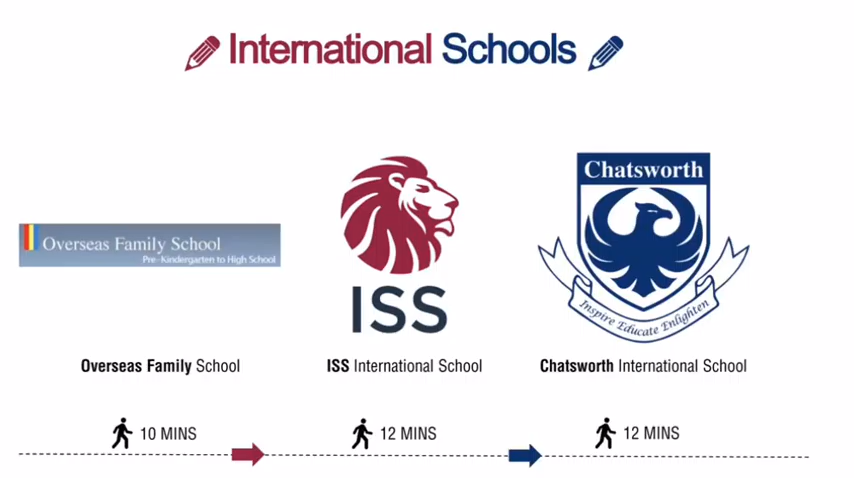 International Schools
Overseas Family School
Pre-Kindergarten to High School
ISS
Chatsworth
Inspire Educate Enlighten
Overseas Family School
ISS International School
Chatsworth International School
10 MINS
12 MINS
12 MINS